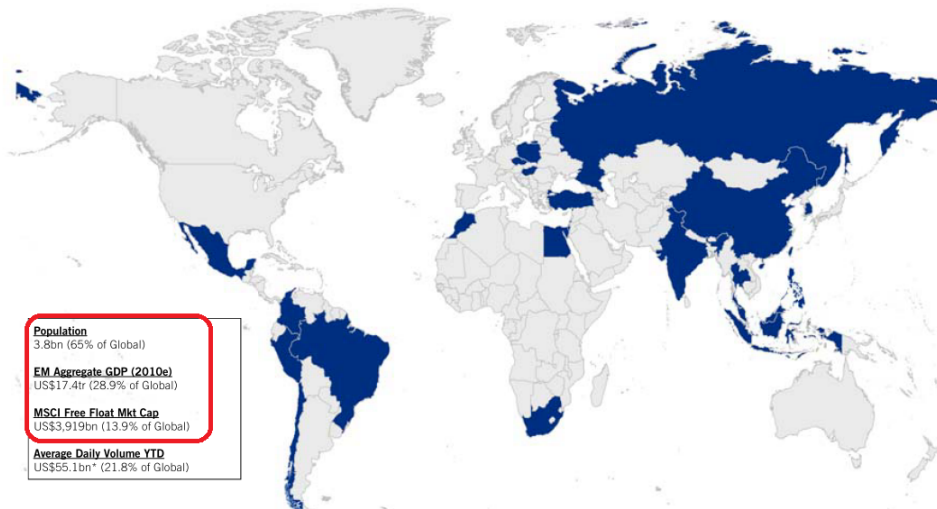 Population
3.8bn (65% of Global)
EM Aggregate GDP (2010e)
US$17.4tr (28.9% of Global)
MSCI Free Float Mkt Cap
US$3,919bn (13.9% of Global)
Average Daily Volume YTD
US$55.1bn* (21.8% of Global)